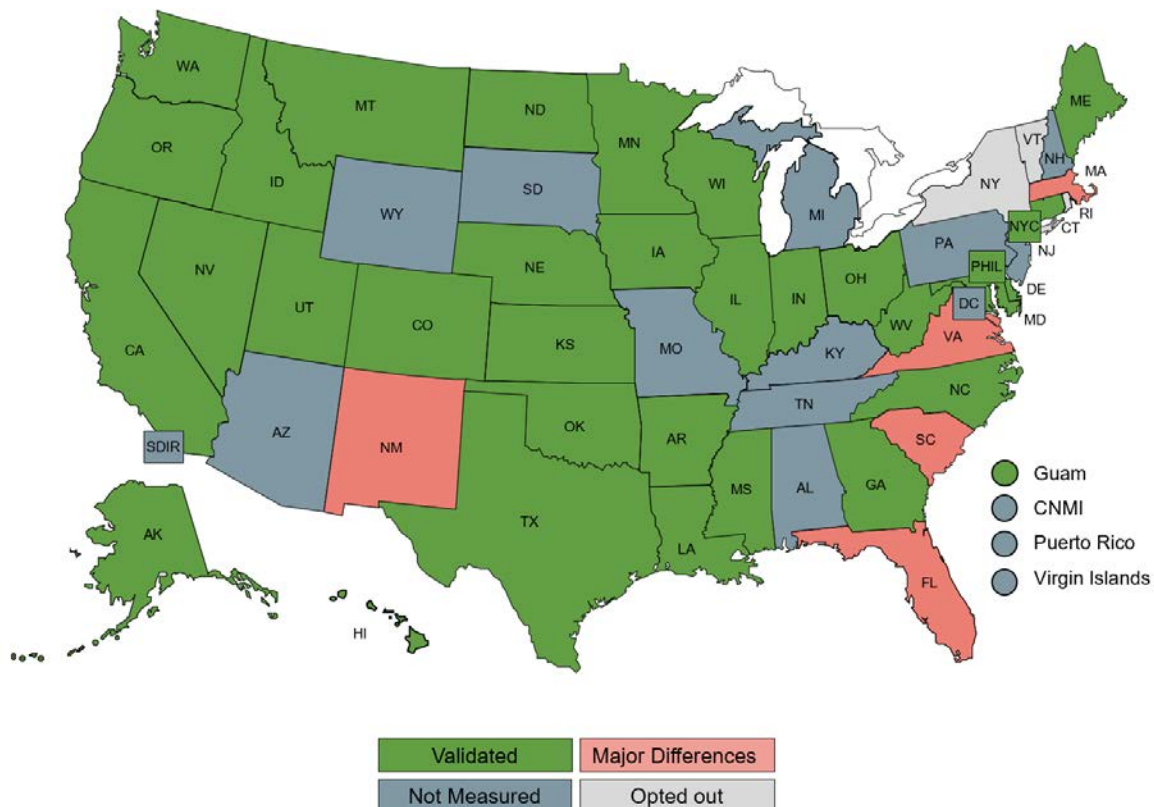 WA
MT
ND
MN
ME
OR
ID
WY
SD
WI
MI
NY
VT
NH
MA
RI
CT
NYC
NJ
PA
PHIL
DE
MD
DC
NV
UT
CO
NE
IA
IL
IN
OH
WV
VA
CA
KS
MO
KY
NC
TN
AZ
NM
OK
AR
SC
SDIR
MS
AL
GA
TX
LA
FL
AK
HI
Guam
CNMI
Puerto Rico
Virgin Islands
Validated
Major Differences
Not Measured
Opted out